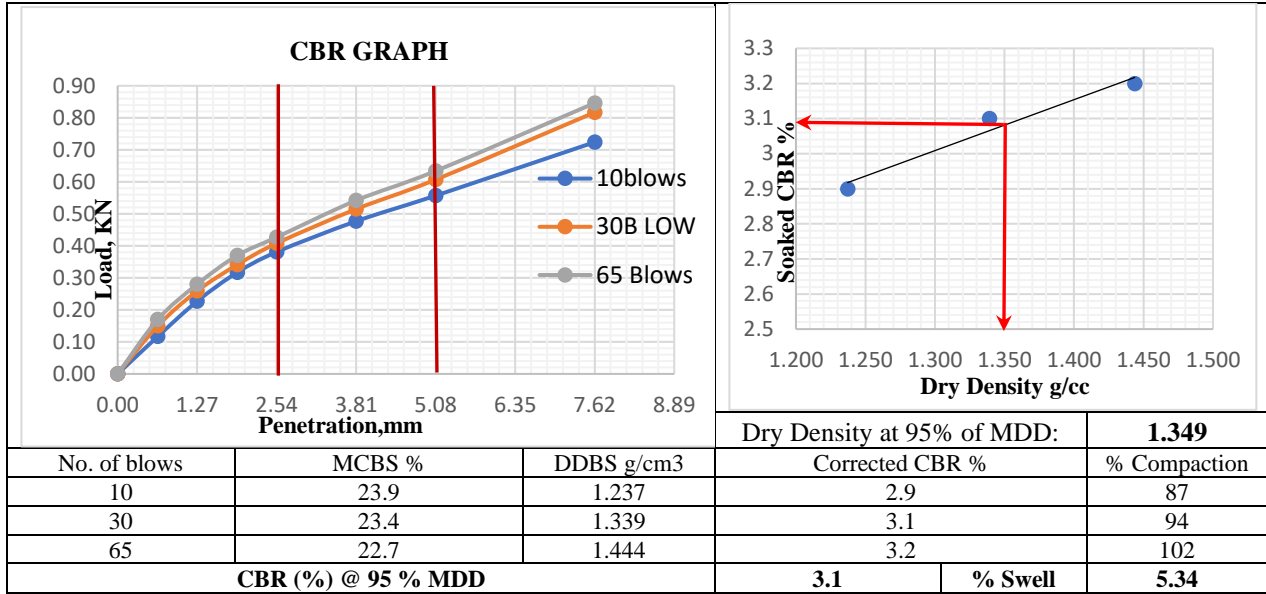 CBR GRAPH
0.90
0.80
0.70
0.60
0.50
0.40
0.30
0.20
0.10
0.00
Load, KN
0.00 1.27 2.54 3.81 5.08 6.35 7.62 8.89
Penetration,mm
10blows
30B LOW
65 Blows
3.3
3.2
3.1
3
2.9
2.8
2.7
2.6
2.5
Soaked CBR %
1.200 1.250 1.300 1.350 1.400 1.450 1.500
Dry Density g/cc
Dry Density at 95% of MDD: 1.349
No. of blows MCBS % DDBS g/cm3 Corrected CBR % % Compaction
10 23.9 1.237 2.9 87
30 23.4 1.339 3.1 94
65 22.7 1.444 3.2 102
CBR (%) @ 95 % MDD 3.1 % Swell 5.34